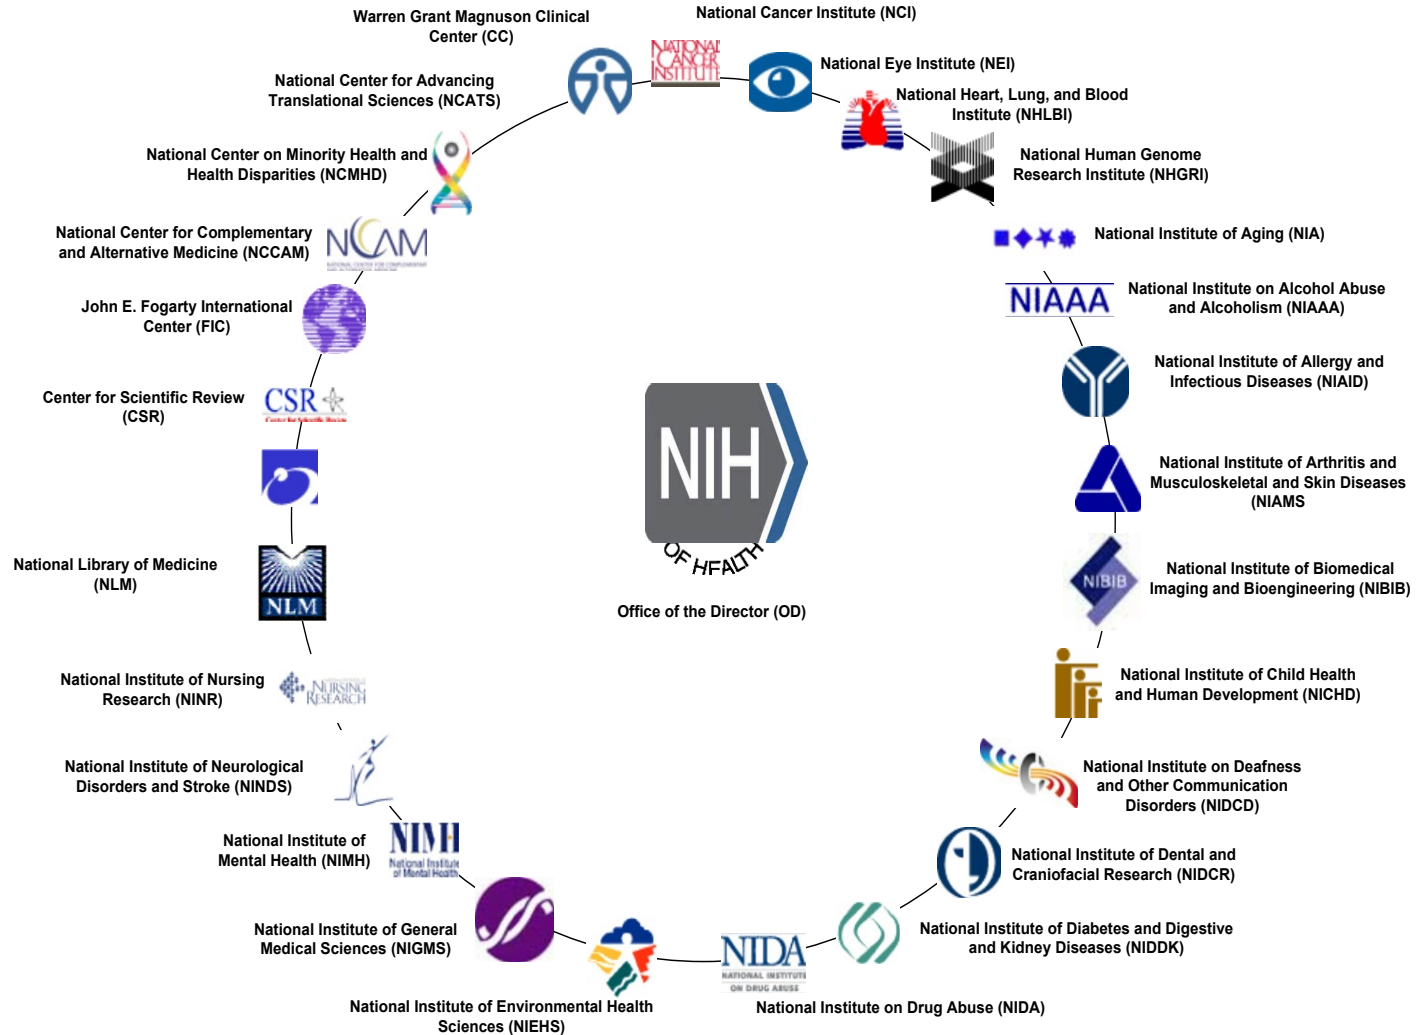 Warren Grant Magnuson Clinical
Center (CC)
National Cancer Institute (NCI)
NATIONAL
CANCER
INSTITUTE
National Eye Institute (NEI)
National Heart, Lung, and Blood
Institute (NHLBI)
National Human Genome
Research Institute (NHGRI)
National Institute of Aging (NIA)
NIAAA
National Institute on Alcohol Abuse
and Alcoholism (NIAAA)
National Institute of Allergy and
Infectious Diseases (NIAID)
National Institute of Arthritis and
Musculoskeletal and Skin Diseases
(NIAMS
NIBIB
National Institute of Biomedical
Imaging and Bioengineering (NIBIB)
National Institute of Child Health
and Human Development (NICHD)
National Institute on Deafness
and Other Communication
Disorders (NIDCD)
National Institute of Dental and
Craniofacial Research (NIDCR)
National Institute of Diabetes and Digestive
and Kidney Diseases (NIDDK)
NIDA
NATIONAL INSTITUTE
ON DRUG ABUSE
National Institute on Drug Abuse (NIDA)
National Institute of Environmental Health
Sciences (NIEHS)
National Institute of General
Medical Sciences (NIGMS)
NIMH
National Institute
of Mental Health
National Institute of
Mental Health (NIMH)
National Institute of Neurological
Disorders and Stroke (NINDS)
NURSING
RESEARCH
National Institute of Nursing
Research (NINR)
NLM
National Library of Medicine
(NLM)
CSR
Center for Scientific Review
Center for Scientific Review
(CSR)
John E. Fogarty International
Center (FIC)
NCCAM
National Center for Complementary
and Alternative Medicine (NCCAM)
National Center on Minority Health and
Health Disparities (NCMHD)
National Center for Advancing
Translational Sciences (NCATS)
NIH
OF HEALTH
Office of the Director (OD)